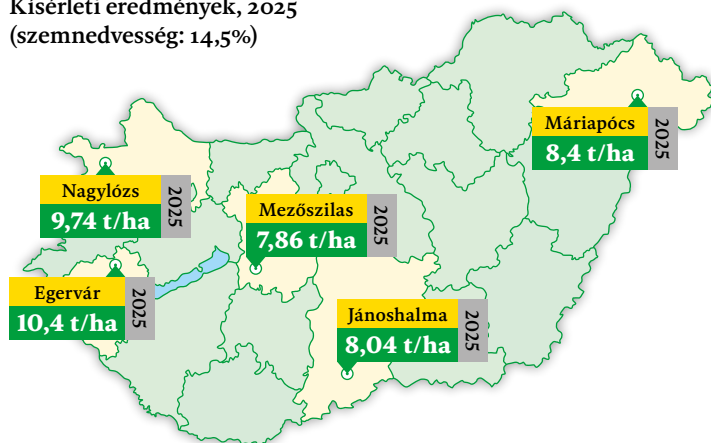 Kísérleti eredmények, 2025
(szemnedvesség: 14,5%)
Máriapócs
8,4 t/ha
2025
Nagylózs
9,74 t/ha
2025
Mezőszilas
7,86 t/ha
2025
Egervár
10,4 t/ha
2025
Jánoshalma
8,04 t/ha
2025